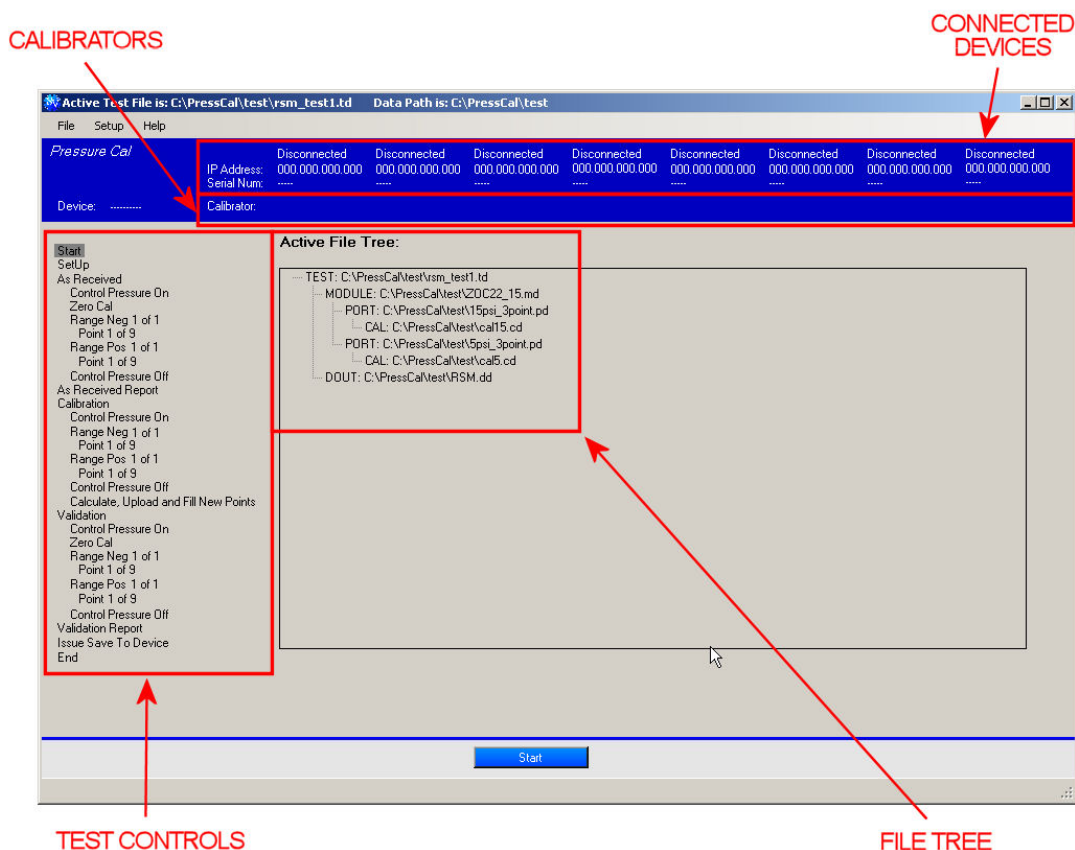 CALIBRATORS
CONNECTED
DEVICES
Active Test File is: C:\PressCal\test\rsm_test1.td Data Path is: C:\PressCal\test
File Setup Help
Pressure Cal
Disconnected Disconnected Disconnected Disconnected Disconnected Disconnected Disconnected Disconnected
IP Address: 000.000.000.000 000.000.000.000 000.000.000.000 000.000.000.000 000.000.000.000 000.000.000.000 000.000.000.000 000.000.000.000
Serial Num: ----- ----- ----- ----- ----- ----- ----- -----
Device: ----------
Calibrator:
Start
SetUp
As Received
Control Pressure On
Zero Cal
Range Neg 1 of 1
Point 1 of 9
Range Pos 1 of 1
Point 1 of 9
Control Pressure Off
As Received Report
Calibration
Control Pressure On
Range Neg 1 of 1
Point 1 of 9
Range Pos 1 of 1
Point 1 of 9
Control Pressure Off
Calculate, Upload and Fill New Points
Validation
Control Pressure On
Zero Cal
Range Neg 1 of 1
Point 1 of 9
Range Pos 1 of 1
Point 1 of 9
Control Pressure Off
Validation Report
Issue Save To Device
End
Active File Tree:
TEST: C:\PressCal\test\rsm_test1.td
MODULE: C:\PressCal\test\ZOC22_15.md
PORT: C:\PressCal\test\15psi_3point.pd
CAL: C:\PressCal\test\cal15.cd
PORT: C:\PressCal\test\5psi_3point.pd
CAL: C:\PressCal\test\cal5.cd
DOUT: C:\PressCal\test\RSM.dd
Start
TEST CONTROLS
FILE TREE